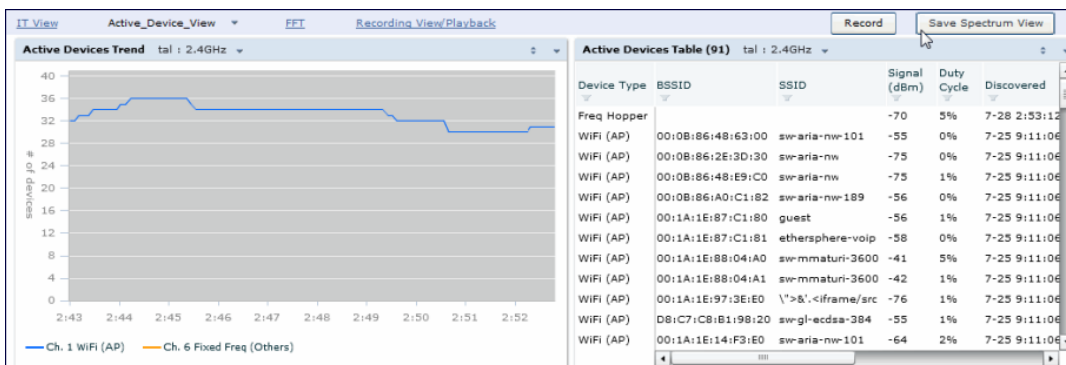 IT View Active_Device_View FFT Recording View/Playback Record Save Spectrum View
Active Devices Trend tal : 2.4GHz
40
36
32
28
24
20
16
12
8
4
0
# of devices
2:43 2:44 2:45 2:46 2:47 2:48 2:49 2:50 2:51 2:52
Ch. 1 WiFi (AP) Ch. 6 Fixed Freq (Others)
Active Devices Table (91) tal : 2.4GHz
Device Type BSSID SSID Signal (dBm) Duty Cycle Discovered
Freq Hopper -70 5% 7-28 2:53:12
WiFi (AP) 00:0B:86:48:63:00 sw-aria-nw-101 -55 0% 7-25 9:11:06
WiFi (AP) 00:0B:86:2E:3D:30 sw-aria-nw -75 0% 7-25 9:11:06
WiFi (AP) 00:0B:86:48:E9:C0 sw-aria-nw -75 1% 7-25 9:11:06
WiFi (AP) 00:0B:86:A0:C1:82 sw-aria-nw-189 -56 0% 7-25 9:11:06
WiFi (AP) 00:1A:1E:87:C1:80 guest -56 1% 7-25 9:11:06
WiFi (AP) 00:1A:1E:87:C1:81 ethersphere-voip -58 0% 7-25 9:11:06
WiFi (AP) 00:1A:1E:88:04:A0 sw-mmaturi-3600 -41 5% 7-25 9:11:06
WiFi (AP) 00:1A:1E:88:04:A1 sw-mmaturi-3600 -42 1% 7-25 9:11:06
WiFi (AP) 00:1A:1E:97:3E:E0 \">&'.<iframe/src -76 1% 7-25 9:11:06
WiFi (AP) D8:C7:C8:B1:98:20 sw-gl-ecdsa-384 -55 1% 7-25 9:11:06
WiFi (AP) 00:1A:1E:14:F3:E0 sw-aria-nw-101 -64 2% 7-25 9:11:06